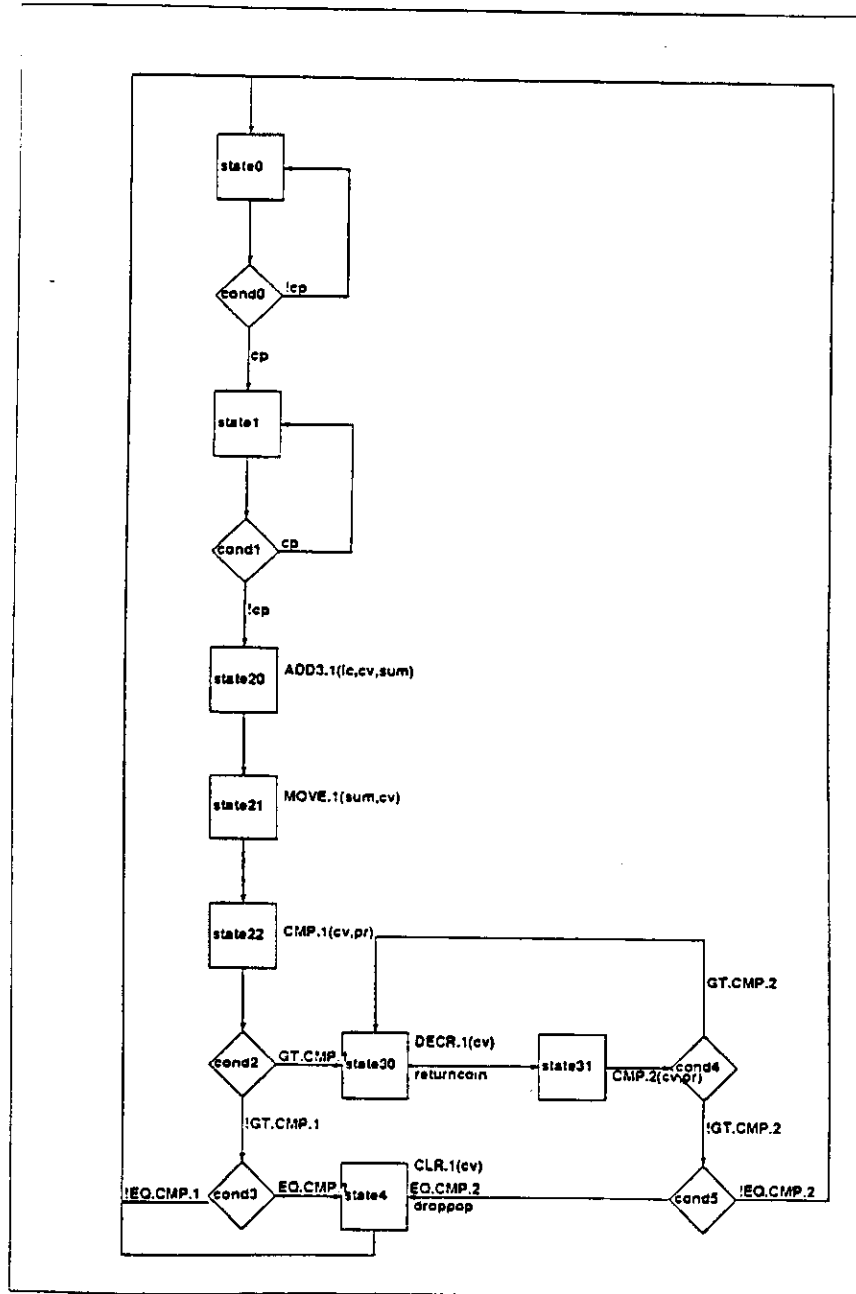 state0
cond0
!cp
cp
state1
cond1
cp
!cp
state20
ADD3.1(lc,cv,sum)
state21
MOVE.1(sum,cv)
state22
CMP.1(cv,pr)
GT.CMP.2
cond2
GT.CMP.1
state30
DECR.1(cv)
returncoin
state31
CMP.2(cv,pr)
cond4
!GT.CMP.1
!GT.CMP.2
!EQ.CMP.1
cond3
EQ.CMP.1
state4
CLR.1(cv)
EQ.CMP.2
droppop
cond5
!EQ.CMP.2